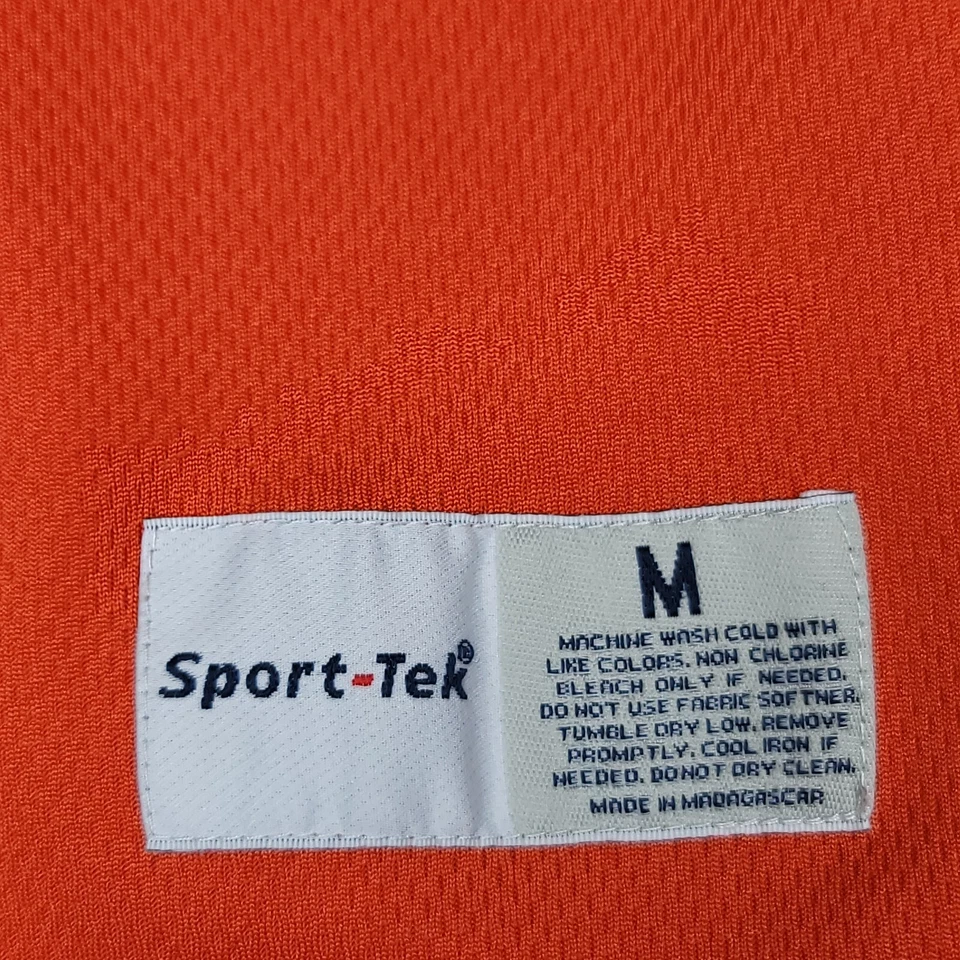 Sport-Tek®
M
MACHINE WASH COLD WITH
LIKE COLORS. NON CHLORINE
BLEACH ONLY IF NEEDED.
DO NOT USE FABRIC SOFTNER.
TUMBLE DRY LOW. REMOVE
PROMPTLY. COOL IRON IF
NEEDED. DO NOT DRY CLEAN.
MADE IN MADAGASCAR